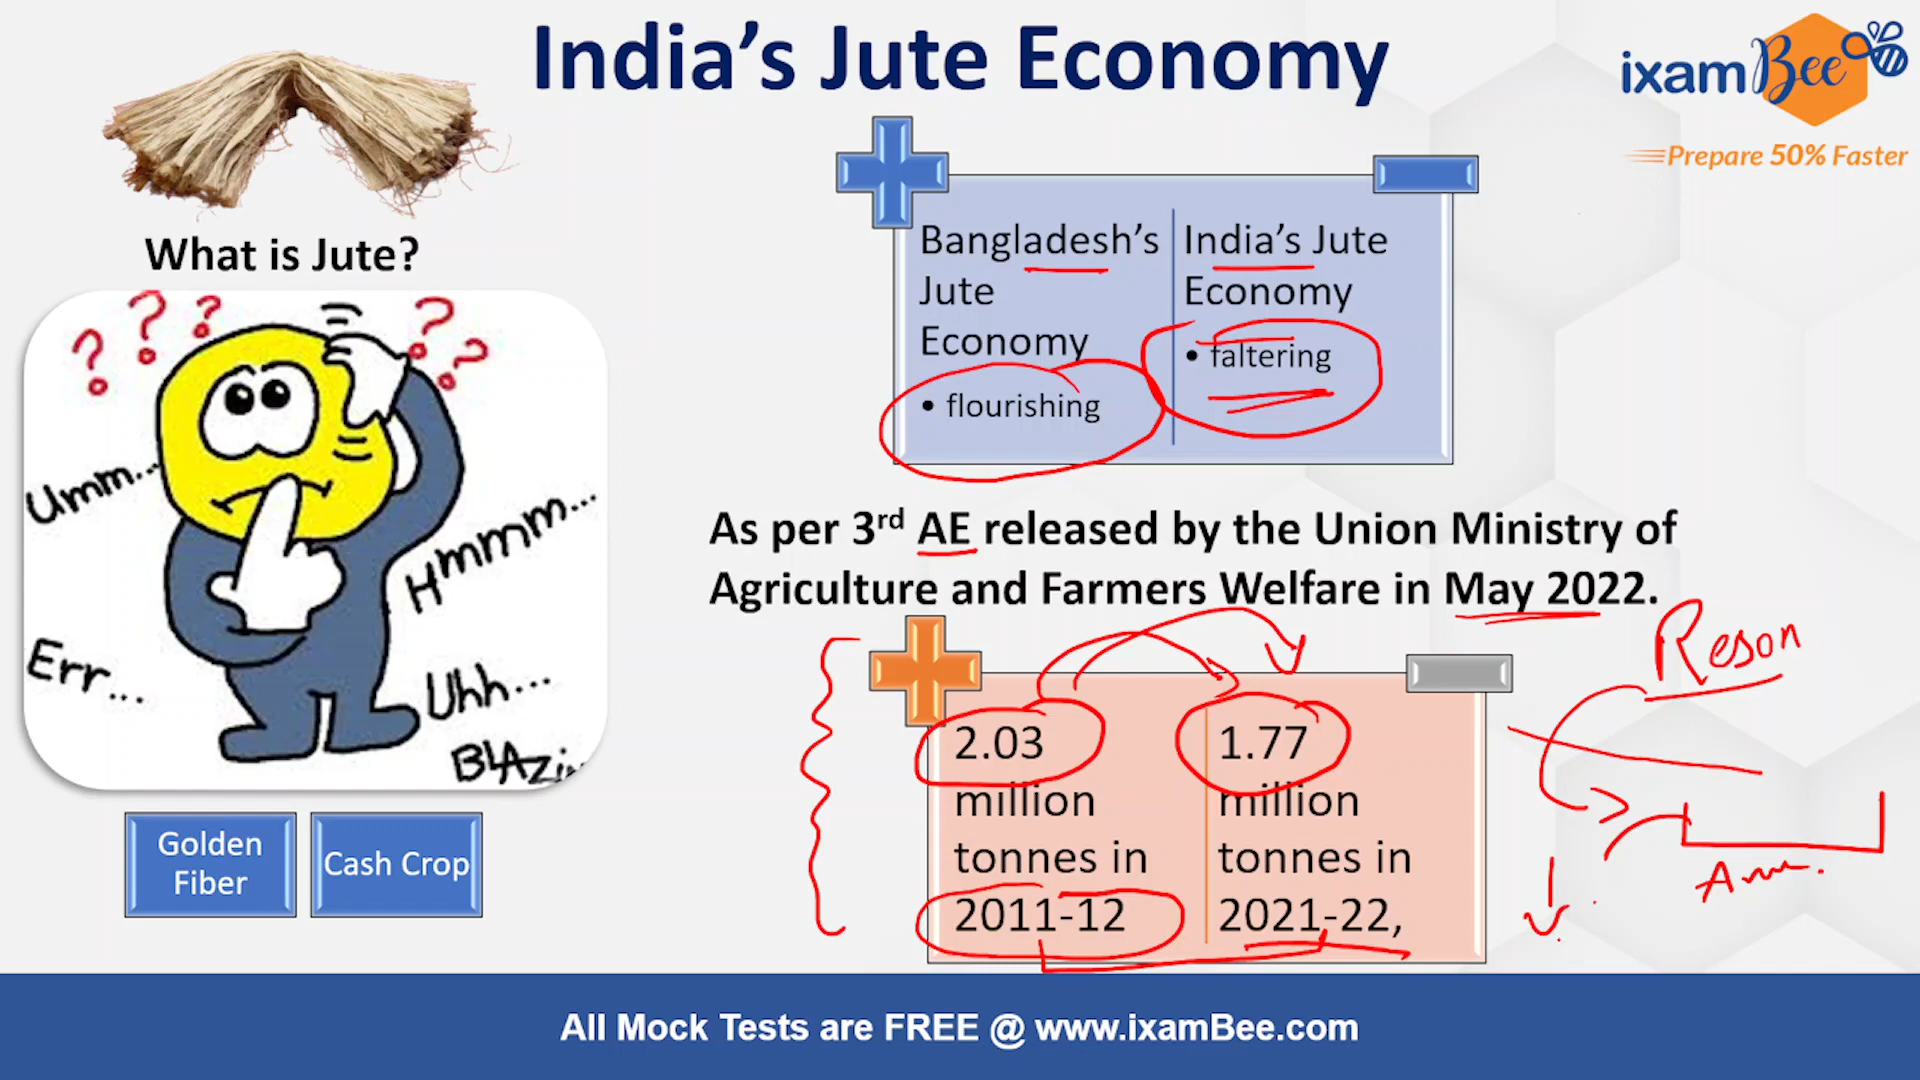 India's Jute Economy
ixamBee
Prepare 50% Faster
What is Jute?
? ? ? ? ?
Umm...
Hmmm...
Err...
Uhh...
BLAZin
Golden
Fiber
Cash Crop
Bangladesh's
Jute
Economy
• flourishing
India's Jute
Economy
• faltering
As per 3rd AE released by the Union Ministry of
Agriculture and Farmers Welfare in May 2022.
2.03
million
tonnes in
2011-12
1.77
million
tonnes in
2021-22,
Reson
All Mock Tests are FREE @ www.ixamBee.com